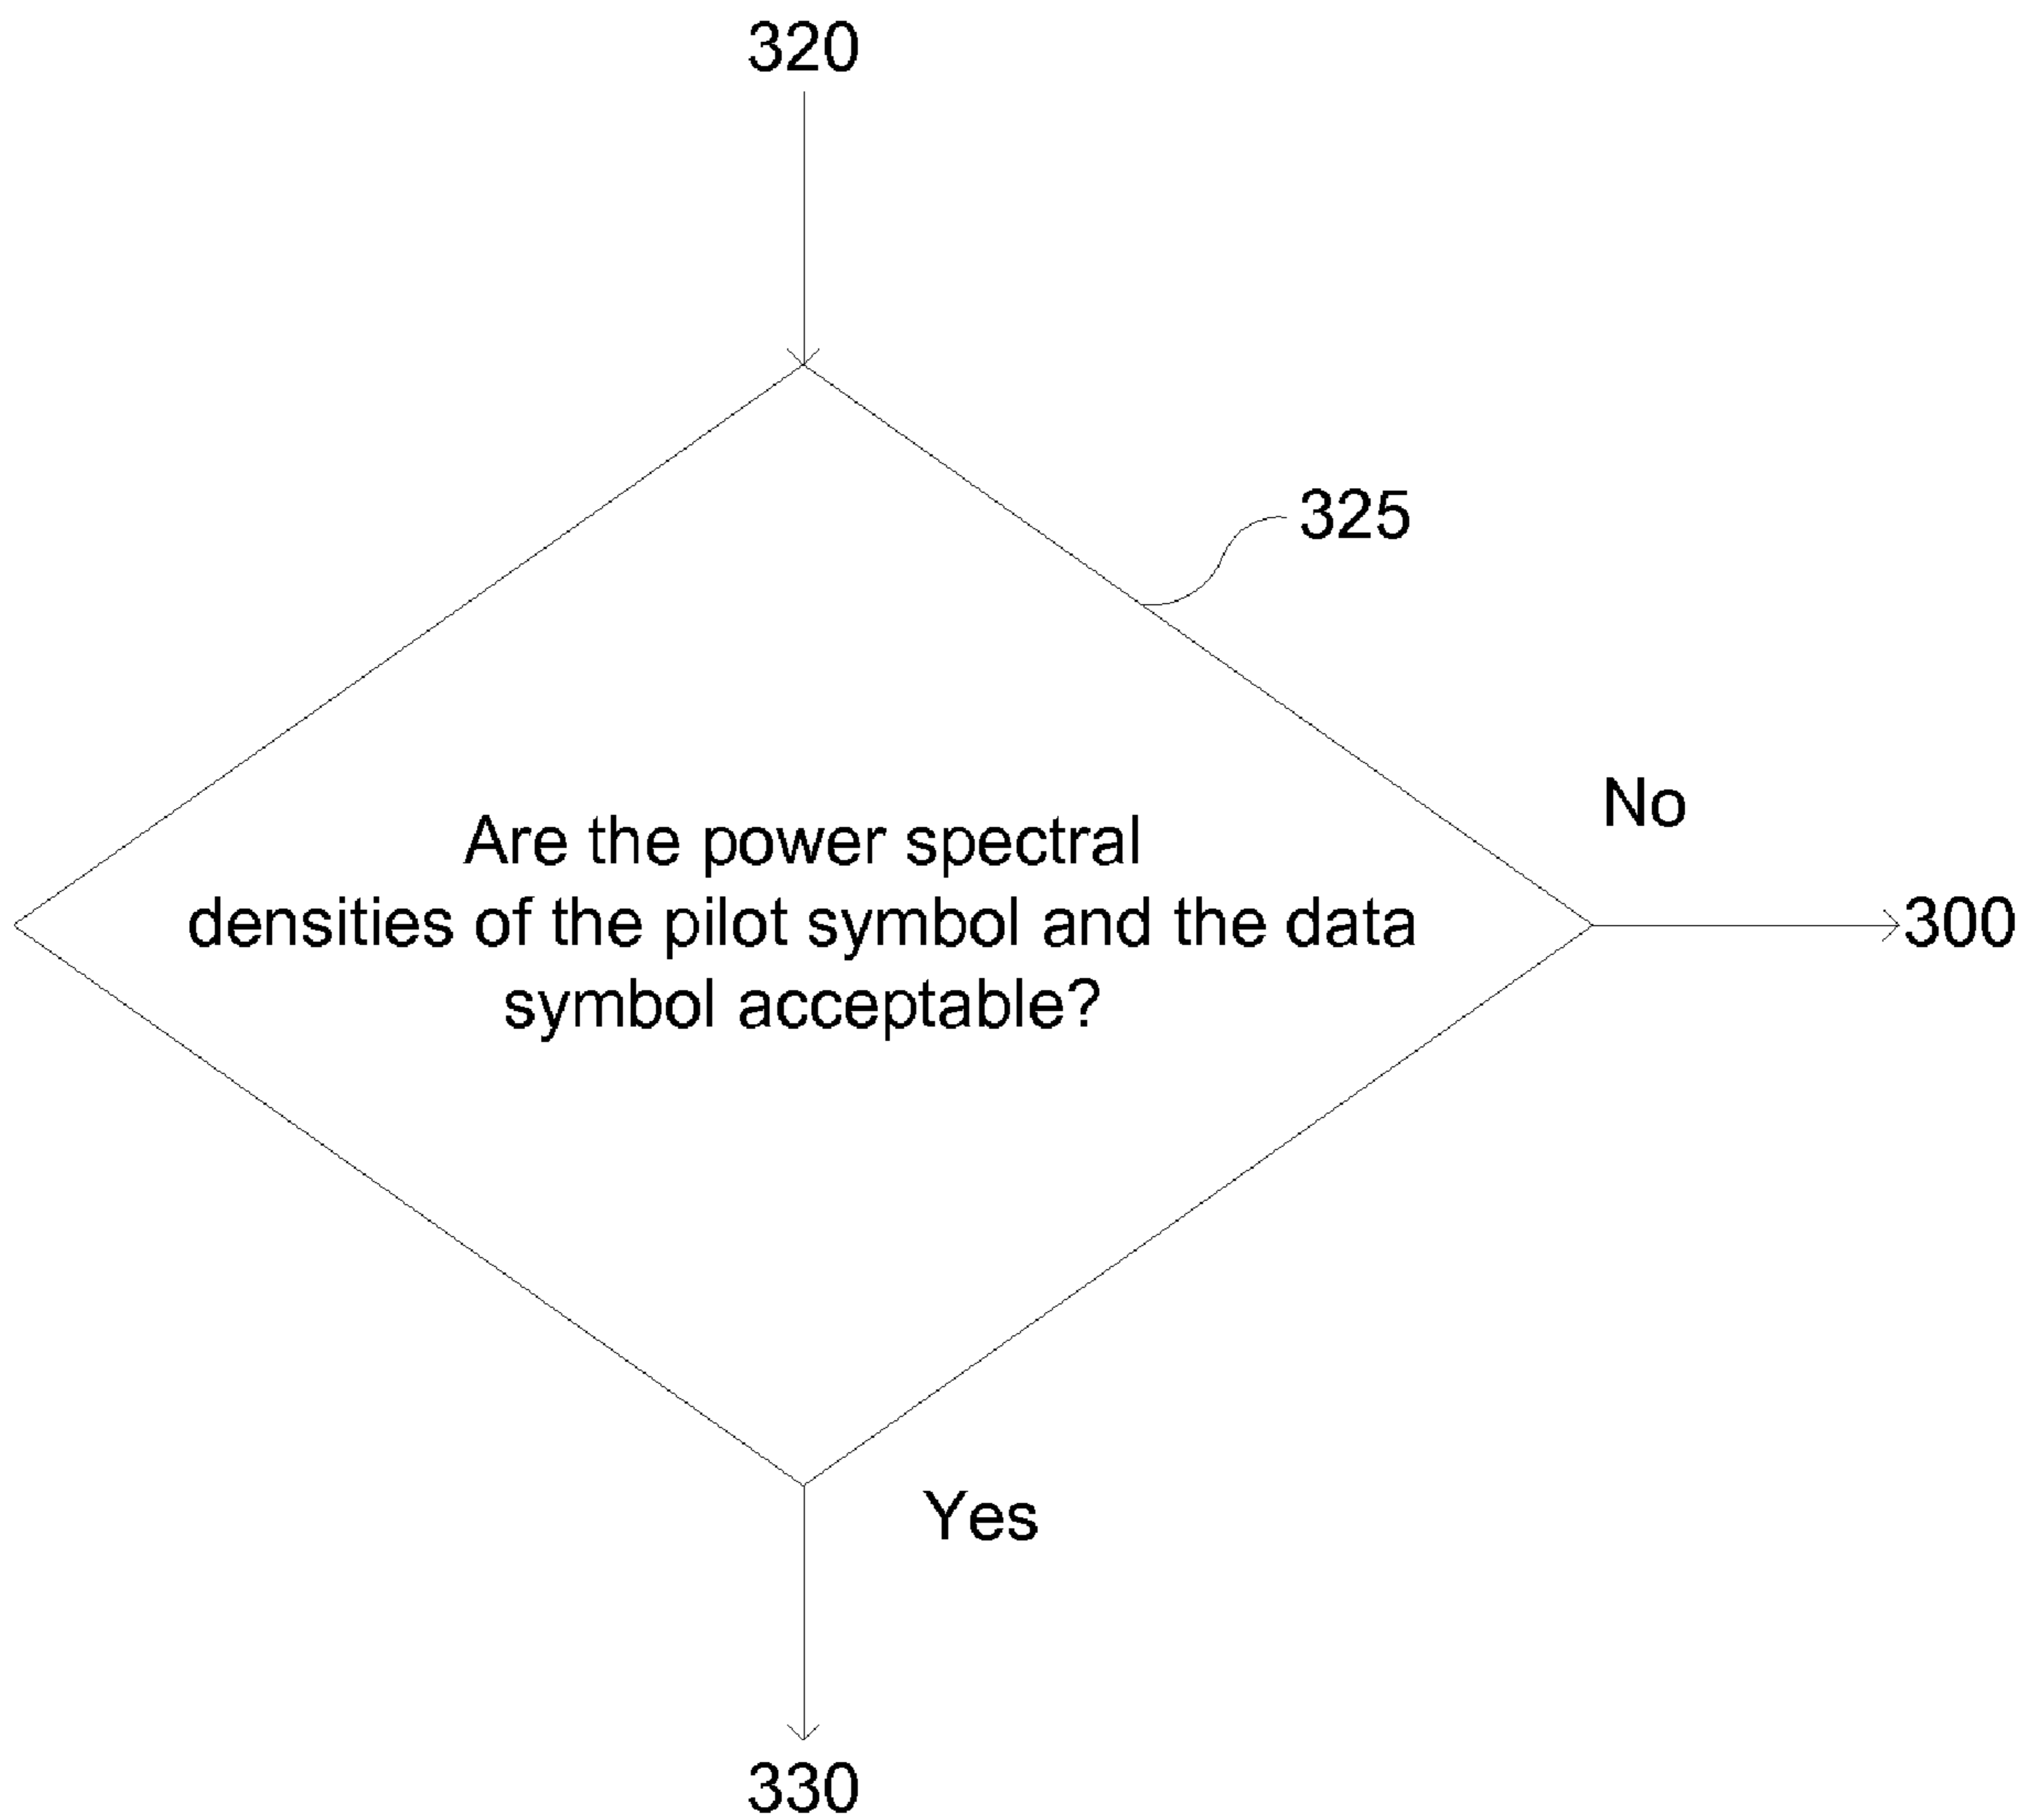 320
325
No
Are the power spectral
densities of the pilot symbol and the data
symbol acceptable?
300
Yes
330